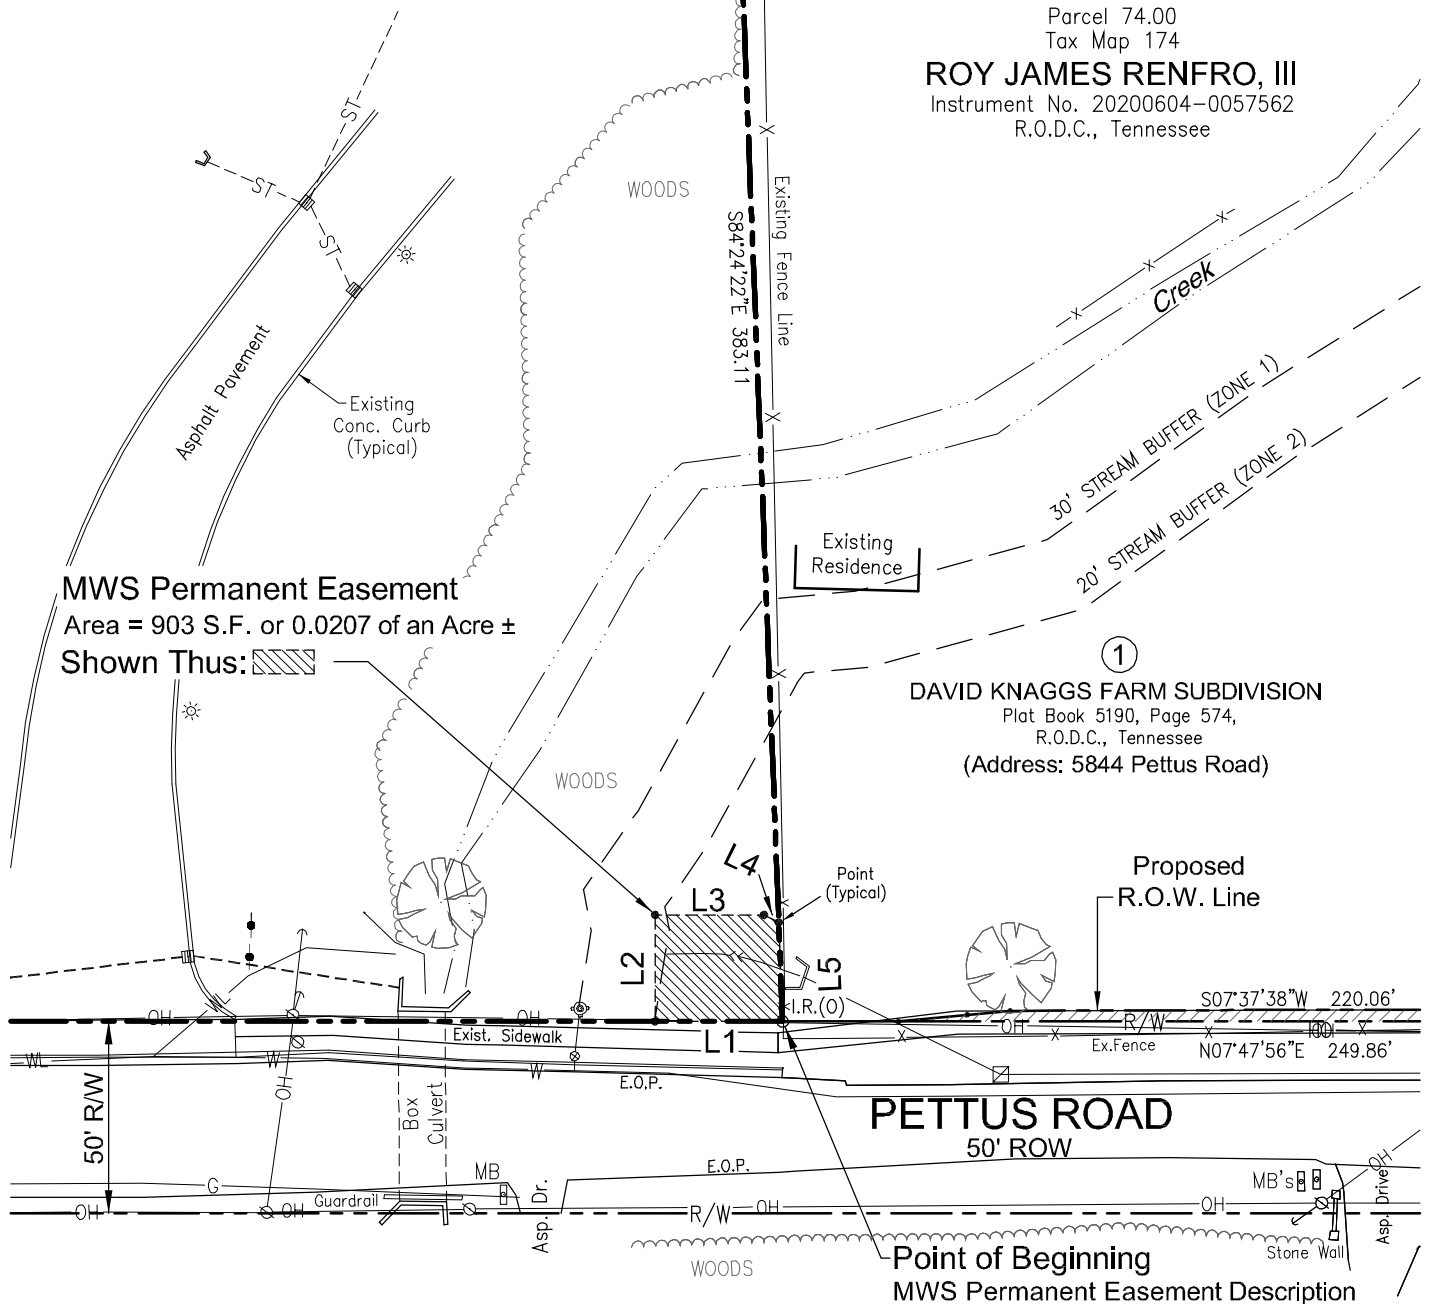 Parcel 74.00
Tax Map 174
ROY JAMES RENFRO, III
Instrument No. 20200604-0057562
R.O.D.C., Tennessee
ST
ST
ST
WOODS
S84°24'22"E 383.11
Existing Fence Line
X
X
X
X
X
X
Creek
Asphalt Pavement
Existing
Conc. Curb
(Typical)
30' STREAM BUFFER (ZONE 1)
20' STREAM BUFFER (ZONE 2)
Existing
Residence
MWS Permanent Easement
Area = 903 S.F. or 0.0207 of an Acre ±
Shown Thus:
1
DAVID KNAGGS FARM SUBDIVISION
Plat Book 5190, Page 574,
R.O.D.C., Tennessee
(Address: 5844 Pettus Road)
WOODS
L4
L3
Point
(Typical)
Proposed
R.O.W. Line
L2
L5
I.R.(O)
WL
S07°37'38"W 220.06'
OH
OH
OH
R/W
OH
Exist. Sidewalk
L1
X
X
X
Ex.Fence
N07°47'56"E 249.86'
WL
W
W
W
E.O.P.
OH
50' R/W
Box
Culvert
PETTUS ROAD
50' ROW
E.O.P.
MB
MB's
OH
G
Guardrail
OH
OH
R/W
OH
OH
Asp. Dr.
Asp. Drive
Stone Wall
WOODS
Point of Beginning
MWS Permanent Easement Description